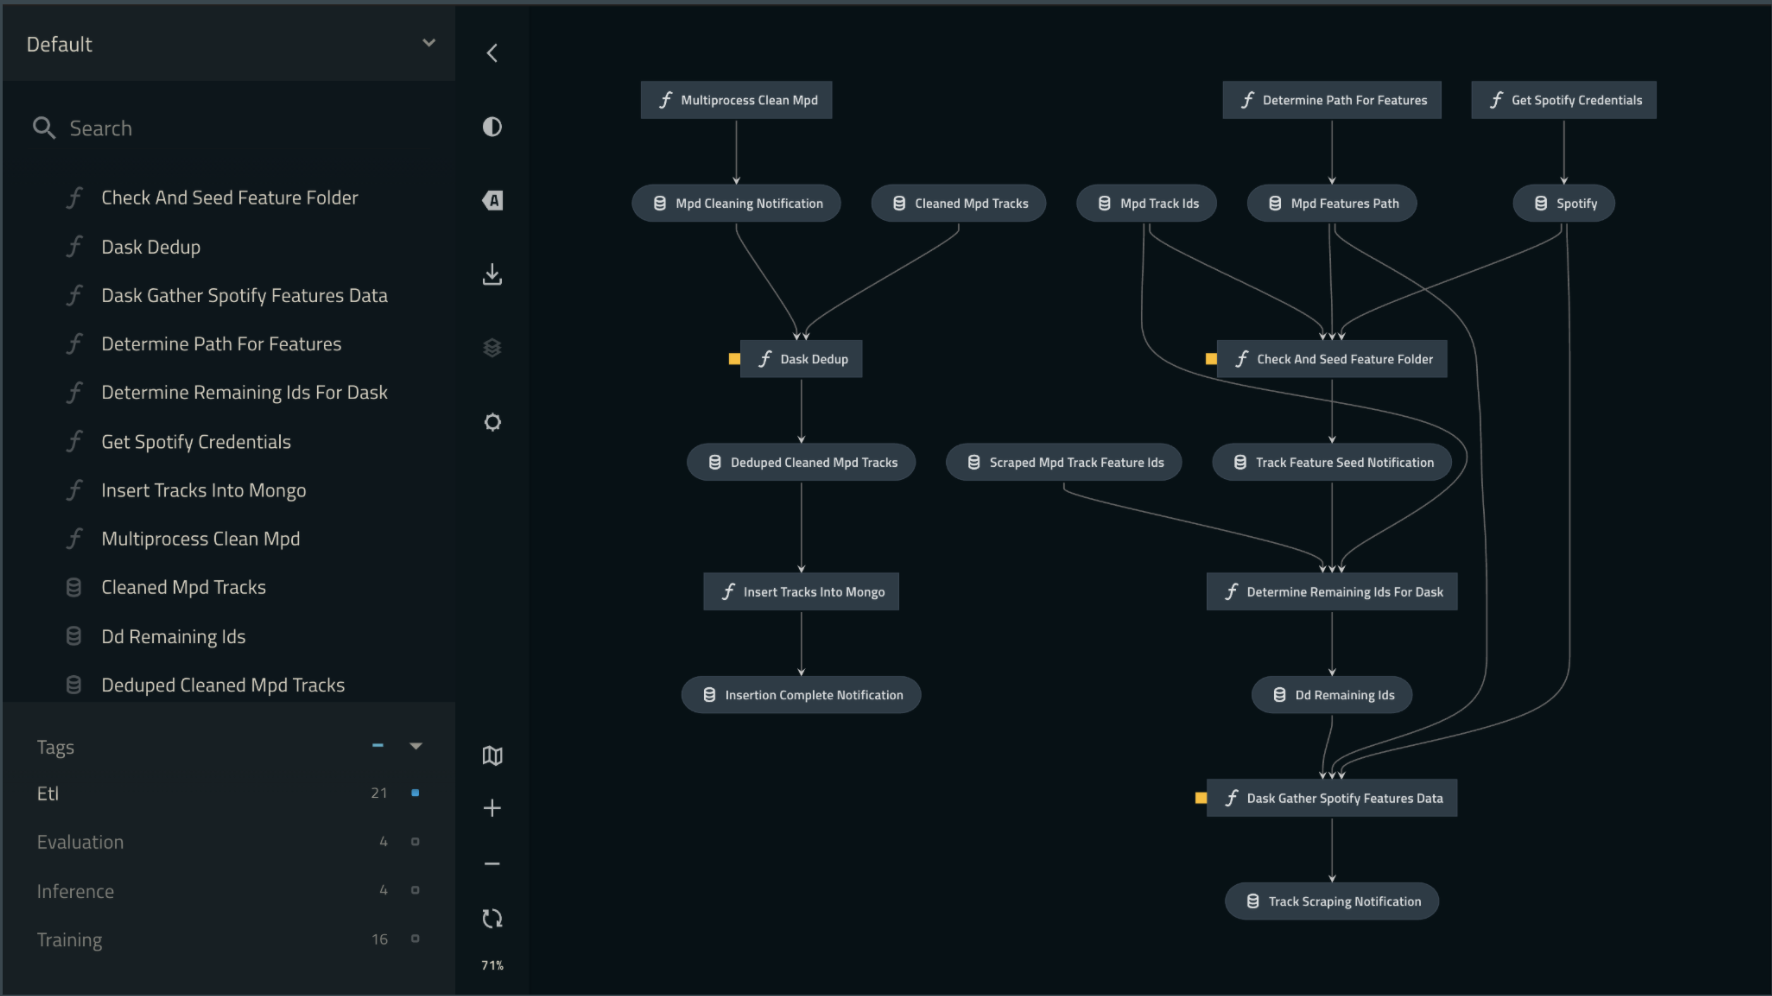 Default
Search
Check And Seed Feature Folder
Dask Dedup
Dask Gather Spotify Features Data
Determine Path For Features
Determine Remaining Ids For Dask
Get Spotify Credentials
Insert Tracks Into Mongo
Multiprocess Clean Mpd
Cleaned Mpd Tracks
Dd Remaining Ids
Deduped Cleaned Mpd Tracks
Tags
Etl 21
Evaluation 4
Inference 4
Training 16
A
71%
Multiprocess Clean Mpd
Determine Path For Features
Get Spotify Credentials
Mpd Cleaning Notification
Cleaned Mpd Tracks
Mpd Track Ids
Mpd Features Path
Spotify
Dask Dedup
Check And Seed Feature Folder
Deduped Cleaned Mpd Tracks
Scraped Mpd Track Feature Ids
Track Feature Seed Notification
Insert Tracks Into Mongo
Determine Remaining Ids For Dask
Insertion Complete Notification
Dd Remaining Ids
Dask Gather Spotify Features Data
Track Scraping Notification